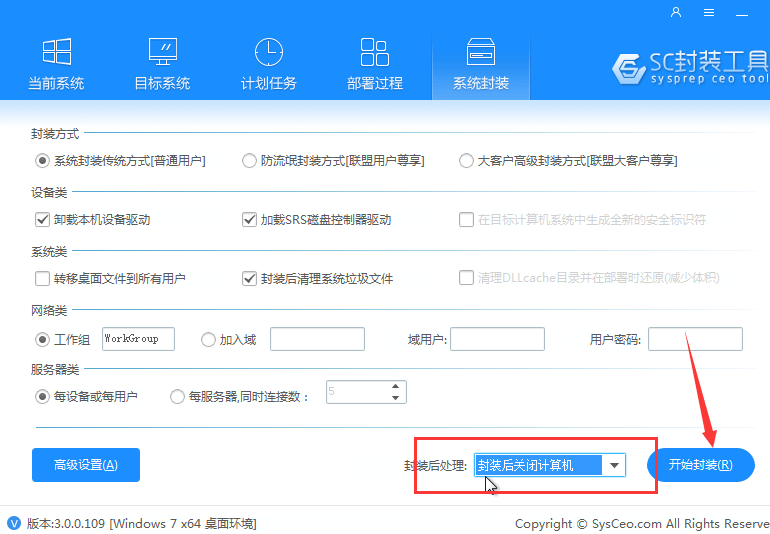 当前系统 目标系统 计划任务 部署过程 系统封装
SC封装工具
sysprep ceo tool
封装方式
系统封装传统方式[普通用户] 防流氓封装方式[联盟用户尊享] 大客户高级封装方式[联盟大客户尊享]
设备类
卸载本机设备驱动 加载SRS磁盘控制器驱动 在目标计算机系统中生成全新的安全标识符
系统类
转移桌面文件到所有用户 封装后清理系统垃圾文件 清理DLLcache目录并在部署时还原(减少体积)
网络类
工作组 WorkGroup 加入域 域用户: 用户密码:
服务器类
每设备或每用户 每服务器,同时连接数： 5
高级设置(A) 封装后处理: 封装后关闭计算机 开始封装(R)
V 版本:3.0.0.109 [Windows 7 x64 桌面环境] Copyright © SysCeo.com All Rights Reserve